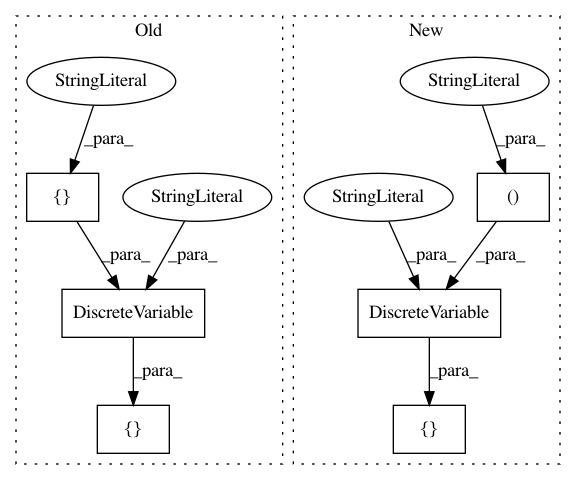 Old
StringLiteral
_para_
{}
StringLiteral
_para_
_para_
DiscreteVariable
_para_
{}
New
StringLiteral
_para_
StringLiteral
()
_para_
_para_
DiscreteVariable
_para_
{}